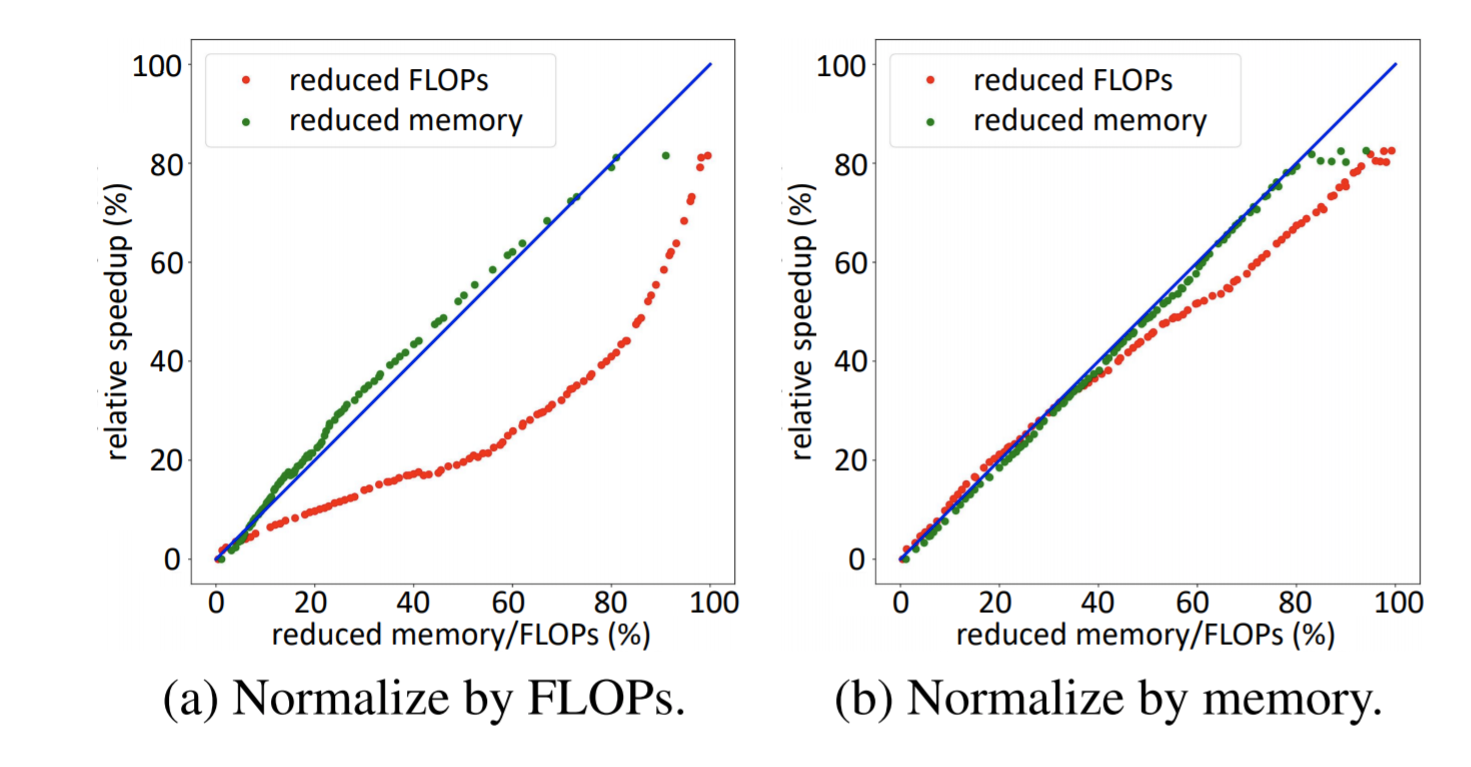 100
80
60
40
20
0
relative speedup (%)
reduced FLOPs
reduced memory
0 20 40 60 80 100
reduced memory/FLOPs (%)
(a) Normalize by FLOPs.
100
80
60
40
20
0
relative speedup (%)
reduced FLOPs
reduced memory
0 20 40 60 80 100
reduced memory/FLOPs (%)
(b) Normalize by memory.